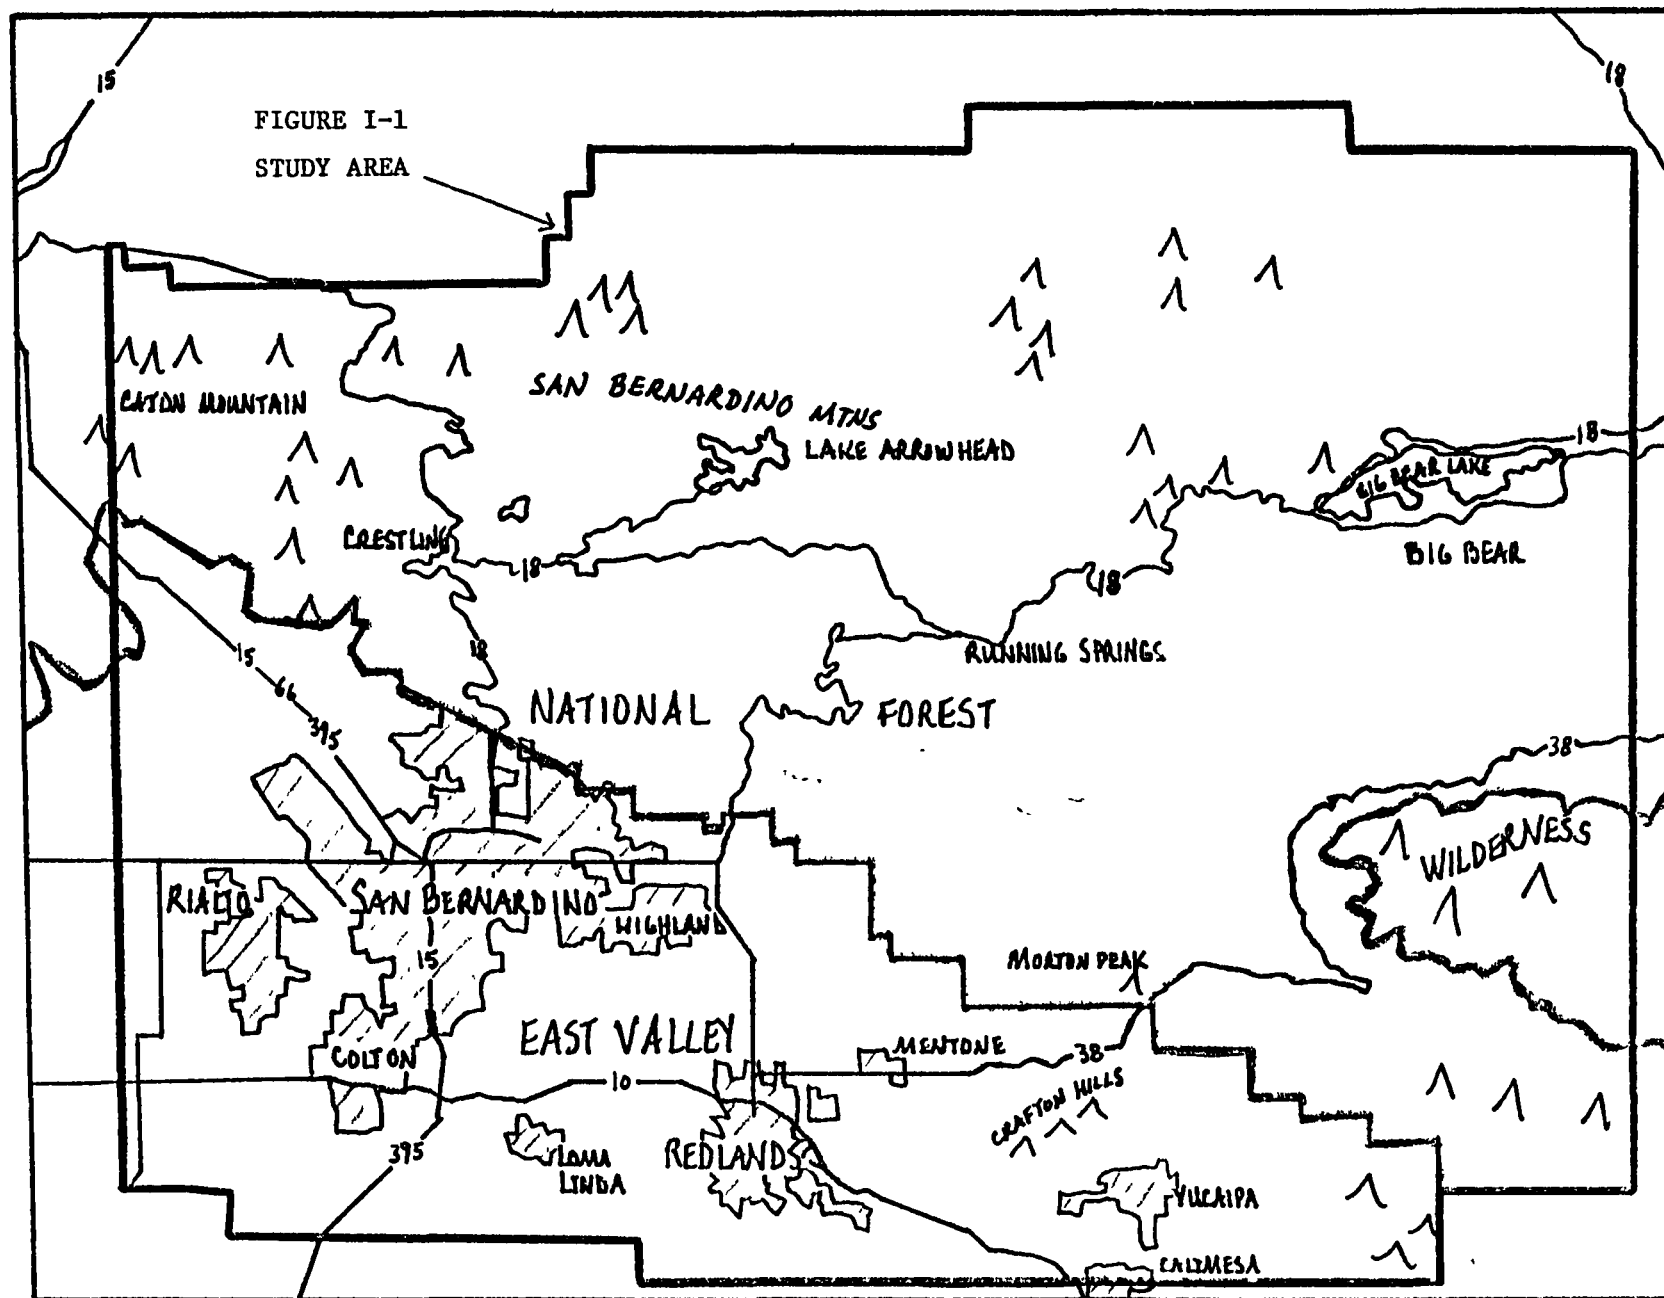 15
18
FIGURE I-1
STUDY AREA
SAN BERNARDINO MTNS
CAJON MOUNTAIN
LAKE ARROWHEAD
18
BIG BEAR LAKE
CRESTLINE
18
BIG BEAR
18
18
RUNNING SPRINGS
15
66
395
NATIONAL FOREST
38
WILDERNESS
RIALTO
SAN BERNARDINO
HIGHLAND
15
MORTON PEAK
EAST VALLEY
COLTON
MENTONE
38
10
CRAFTON HILLS
395
LOMA
LINDA
REDLANDS
YUCAIPA
CALIMESA